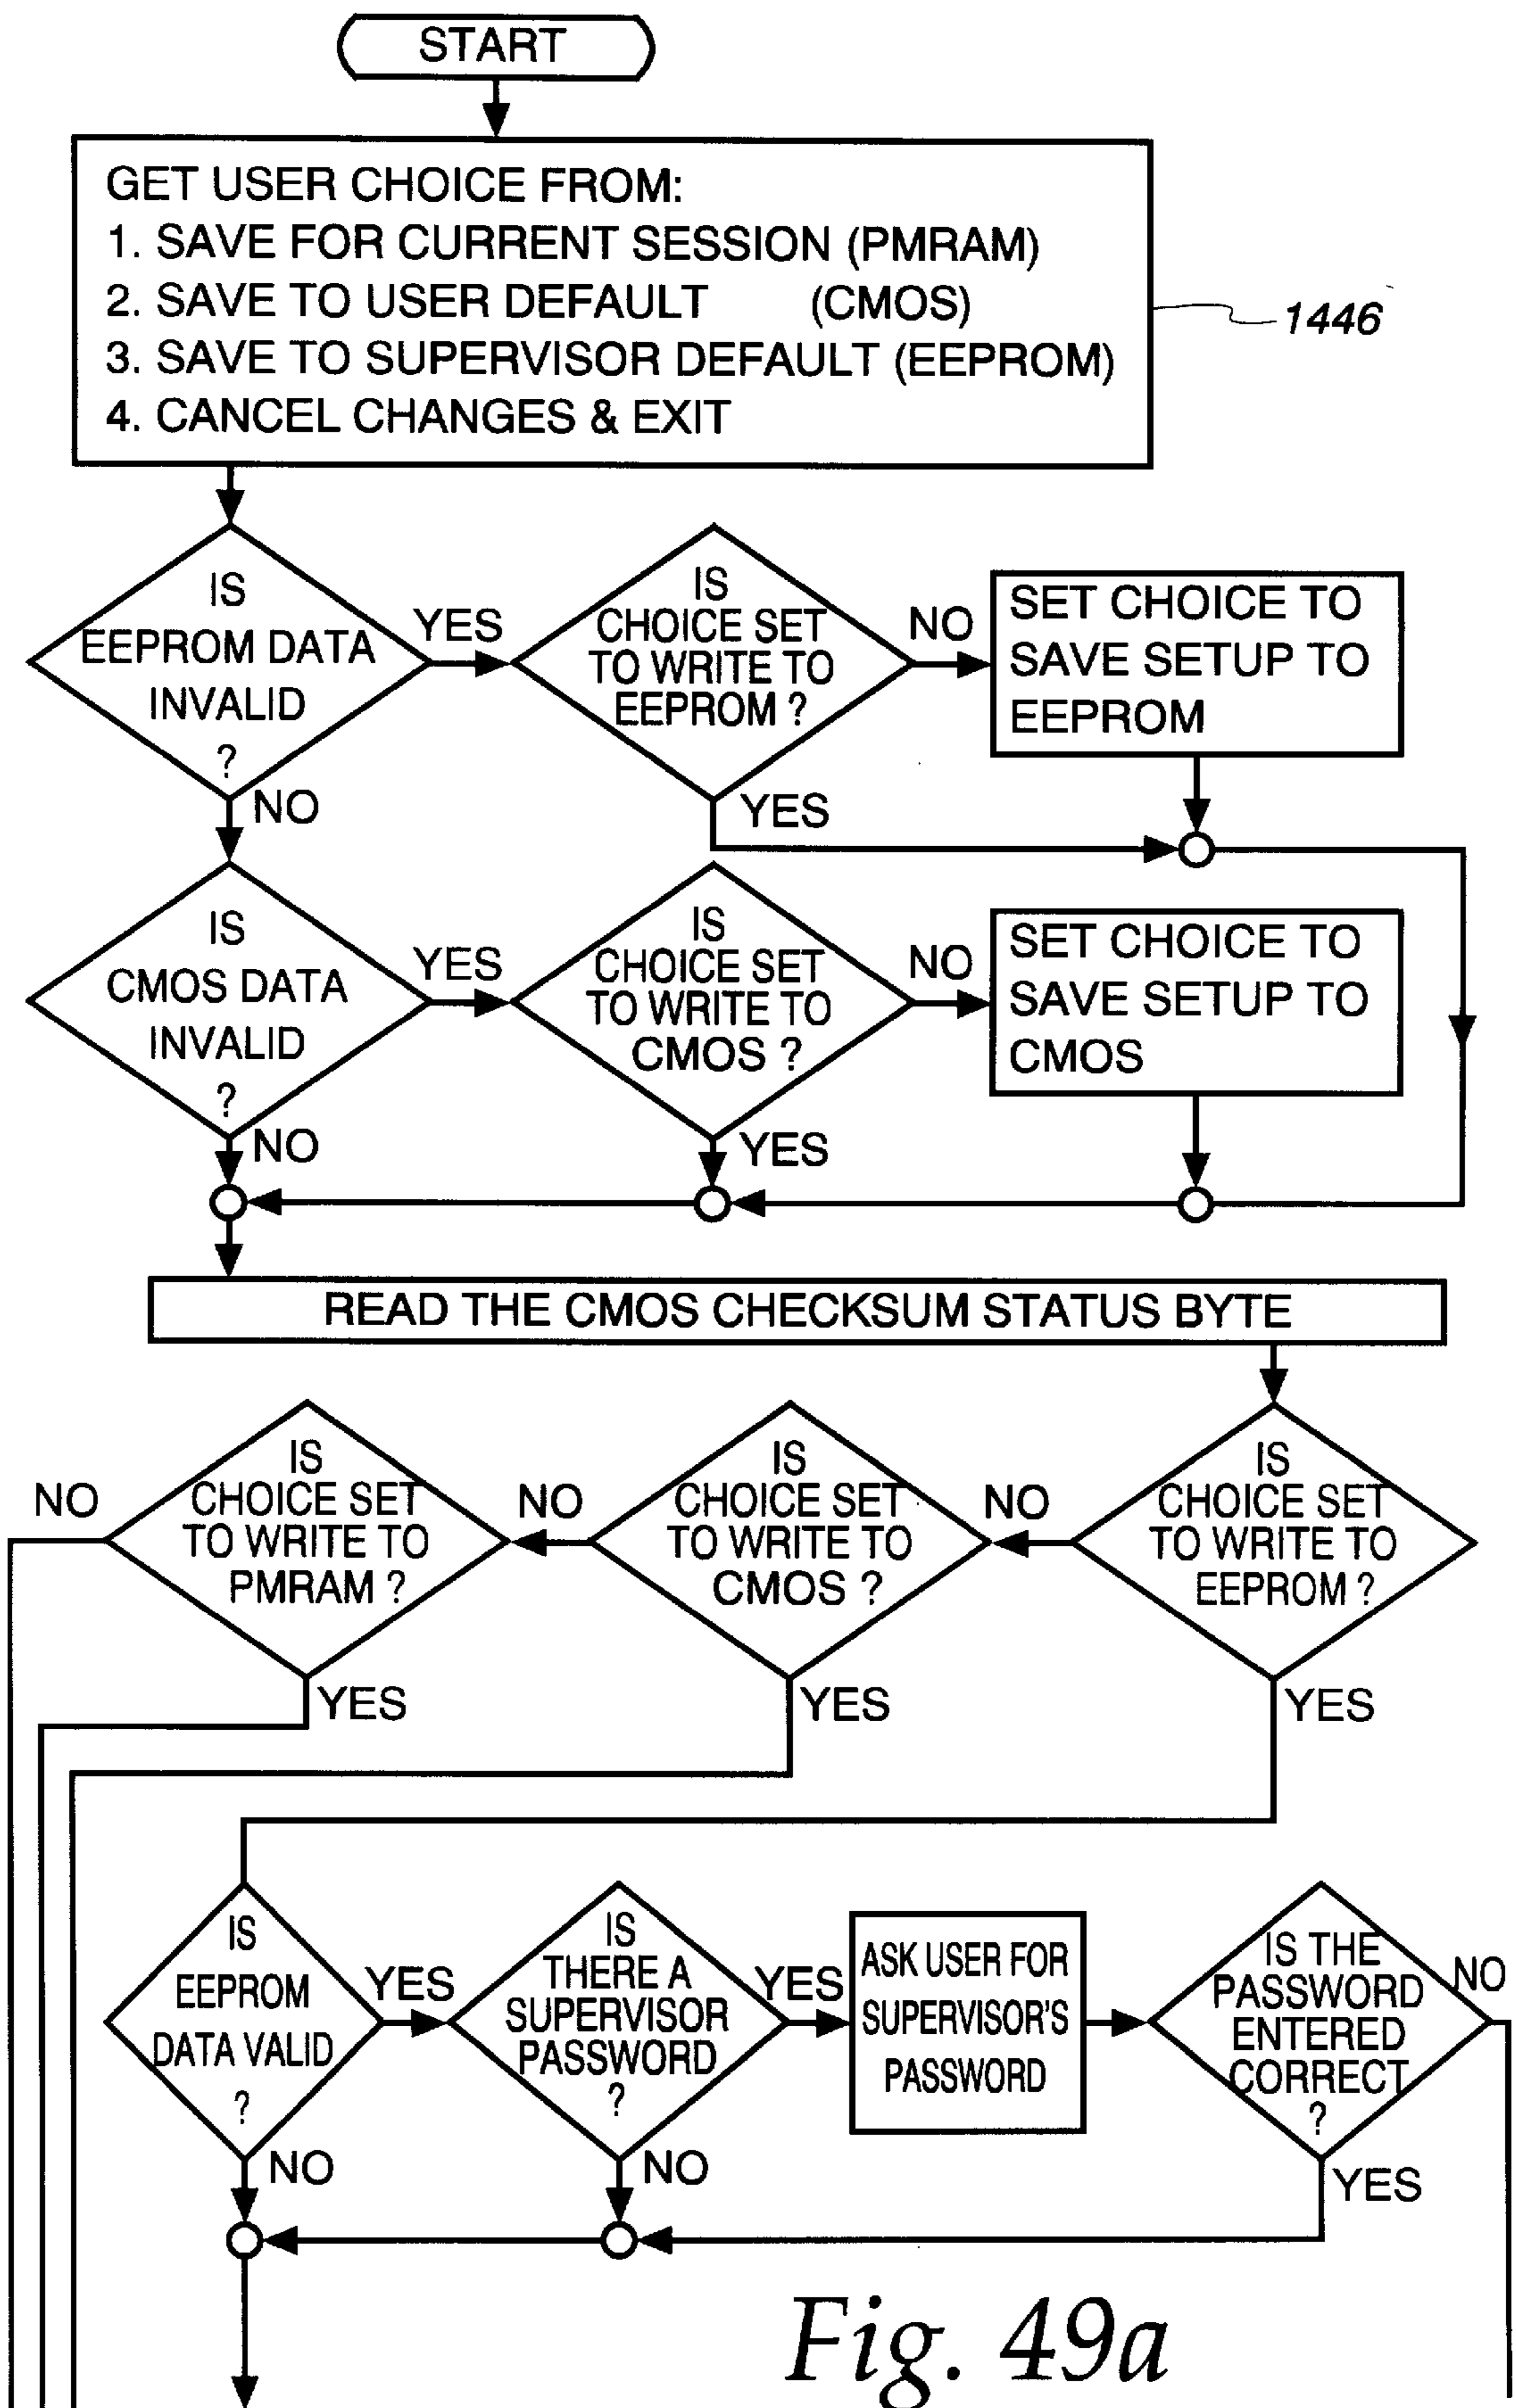 START
GET USER CHOICE FROM:
1. SAVE FOR CURRENT SESSION (PMRAM)
2. SAVE TO USER DEFAULT (CMOS)
3. SAVE TO SUPERVISOR DEFAULT (EEPROM)
4. CANCEL CHANGES & EXIT
1446
IS
EEPROM DATA
INVALID
?
YES
NO
IS
CHOICE SET
TO WRITE TO
EEPROM ?
NO
YES
SET CHOICE TO
SAVE SETUP TO
EEPROM
IS
CMOS DATA
INVALID
?
YES
NO
IS
CHOICE SET
TO WRITE TO
CMOS ?
NO
YES
SET CHOICE TO
SAVE SETUP TO
CMOS
READ THE CMOS CHECKSUM STATUS BYTE
NO
IS
CHOICE SET
TO WRITE TO
PMRAM ?
YES
NO
IS
CHOICE SET
TO WRITE TO
CMOS ?
YES
NO
IS
CHOICE SET
TO WRITE TO
EEPROM ?
YES
IS
EEPROM
DATA VALID
?
YES
NO
IS
THERE A
SUPERVISOR
PASSWORD
?
YES
NO
ASK USER FOR
SUPERVISOR'S
PASSWORD
IS THE
PASSWORD
ENTERED
CORRECT
?
NO
YES
Fig. 49a